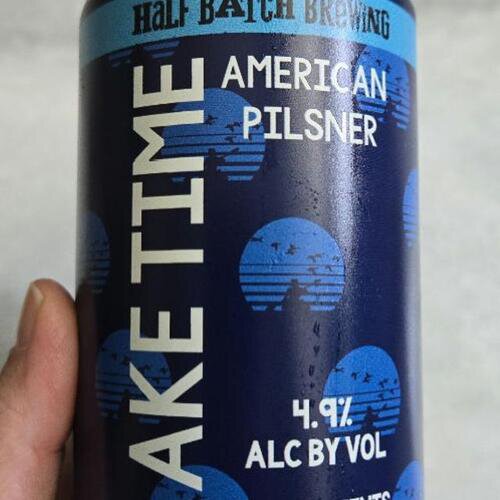 Half Batch Brewing
AKE TIME
AMERICAN
PILSNER
4.9%
ALC BY VOL